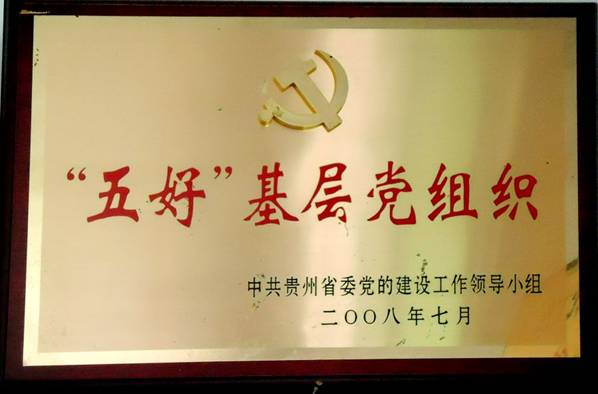 “五好”基层党组织
中共贵州省委党的建设工作领导小组
二〇〇八年七月